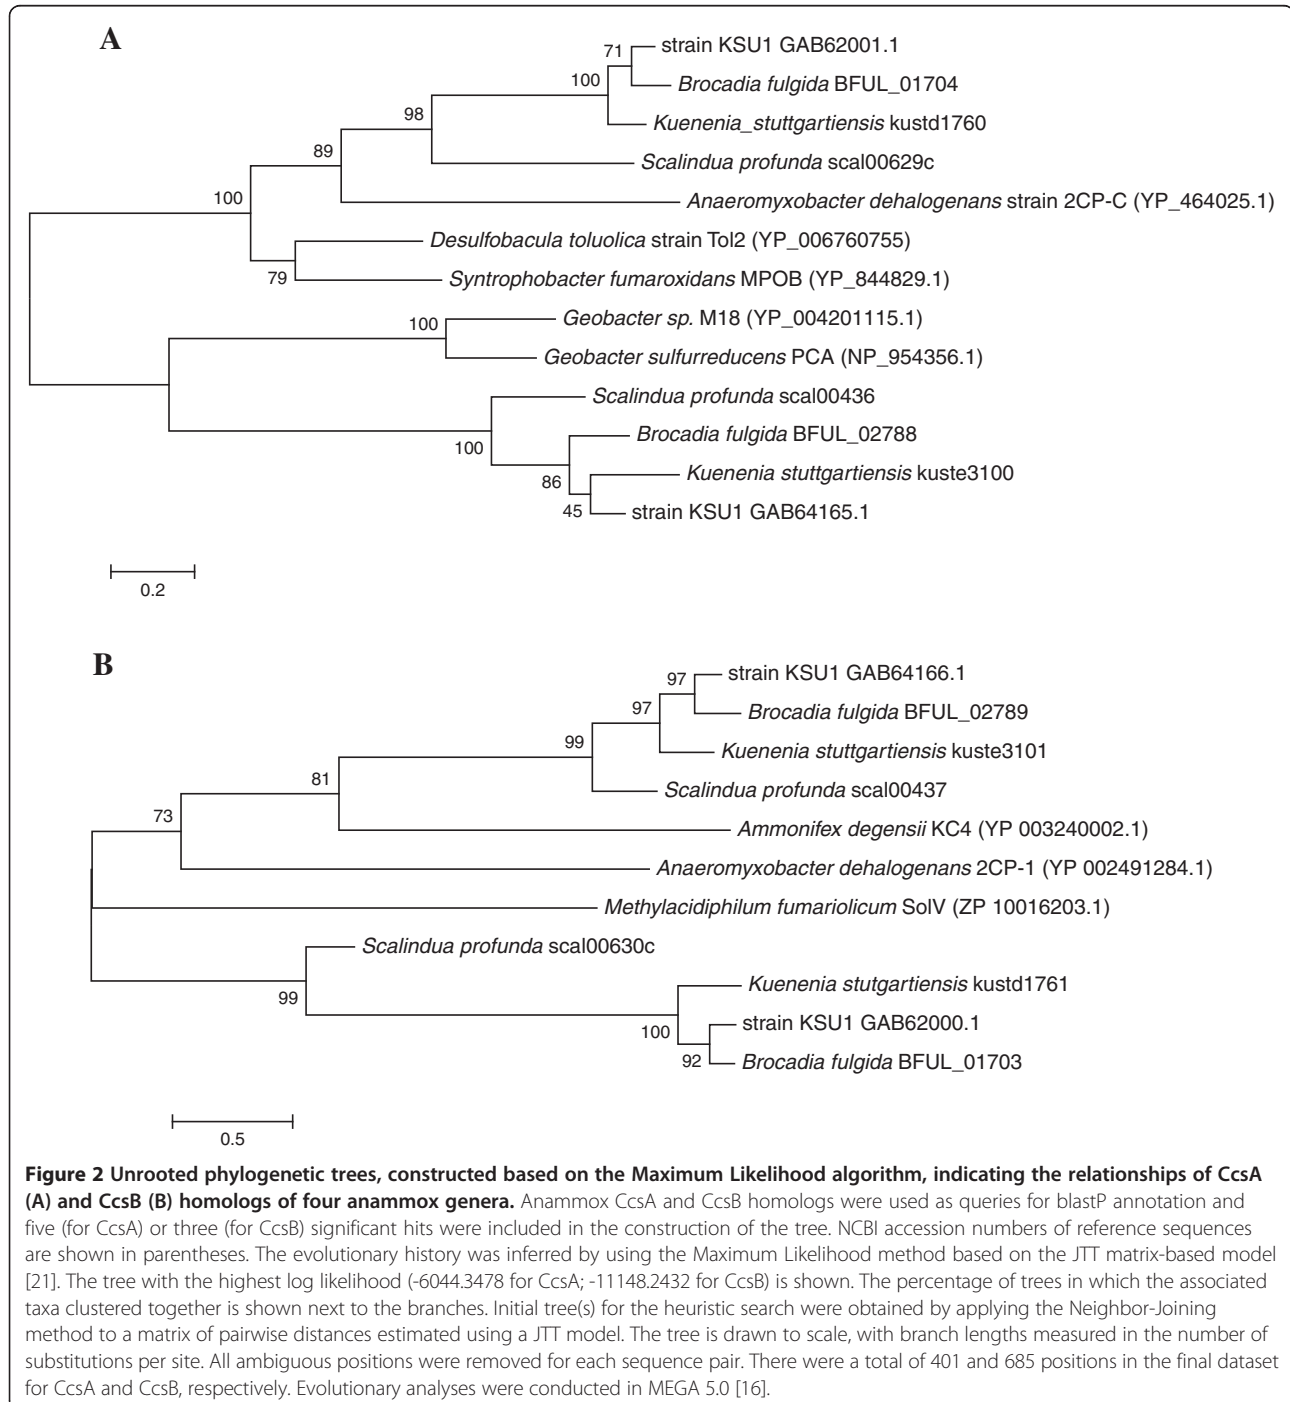 A
71
strain KSU1 GAB62001.1
100
Brocadia fulgida BFUL_01704
98
Kuenenia_stuttgartiensis kustd1760
89
Scalindua profunda scal00629c
100
Anaeromyxobacter dehalogenans strain 2CP-C (YP_464025.1)
Desulfobacula toluolica strain Tol2 (YP_006760755)
79
Syntrophobacter fumaroxidans MPOB (YP_844829.1)
100
Geobacter sp. M18 (YP_004201115.1)
Geobacter sulfurreducens PCA (NP_954356.1)
Scalindua profunda scal00436
100
Brocadia fulgida BFUL_02788
86
Kuenenia stuttgartiensis kuste3100
45
strain KSU1 GAB64165.1
0.2
B
97
strain KSU1 GAB64166.1
97
Brocadia fulgida BFUL_02789
99
Kuenenia stuttgartiensis kuste3101
81
Scalindua profunda scal00437
73
Ammonifex degensii KC4 (YP 003240002.1)
Anaeromyxobacter dehalogenans 2CP-1 (YP 002491284.1)
Methylacidiphilum fumariolicum SolV (ZP 10016203.1)
Scalindua profunda scal00630c
99
Kuenenia stutgartiensis kustd1761
100
strain KSU1 GAB62000.1
92
Brocadia fulgida BFUL_01703
0.5
Figure 2 Unrooted phylogenetic trees, constructed based on the Maximum Likelihood algorithm, indicating the relationships of CcsA
(A) and CcsB (B) homologs of four anammox genera. Anammox CcsA and CcsB homologs were used as queries for blastP annotation and
five (for CcsA) or three (for CcsB) significant hits were included in the construction of the tree. NCBI accession numbers of reference sequences
are shown in parentheses. The evolutionary history was inferred by using the Maximum Likelihood method based on the JTT matrix-based model
[21]. The tree with the highest log likelihood (-6044.3478 for CcsA; -11148.2432 for CcsB) is shown. The percentage of trees in which the associated
taxa clustered together is shown next to the branches. Initial tree(s) for the heuristic search were obtained by applying the Neighbor-Joining
method to a matrix of pairwise distances estimated using a JTT model. The tree is drawn to scale, with branch lengths measured in the number of
substitutions per site. All ambiguous positions were removed for each sequence pair. There were a total of 401 and 685 positions in the final dataset
for CcsA and CcsB, respectively. Evolutionary analyses were conducted in MEGA 5.0 [16].